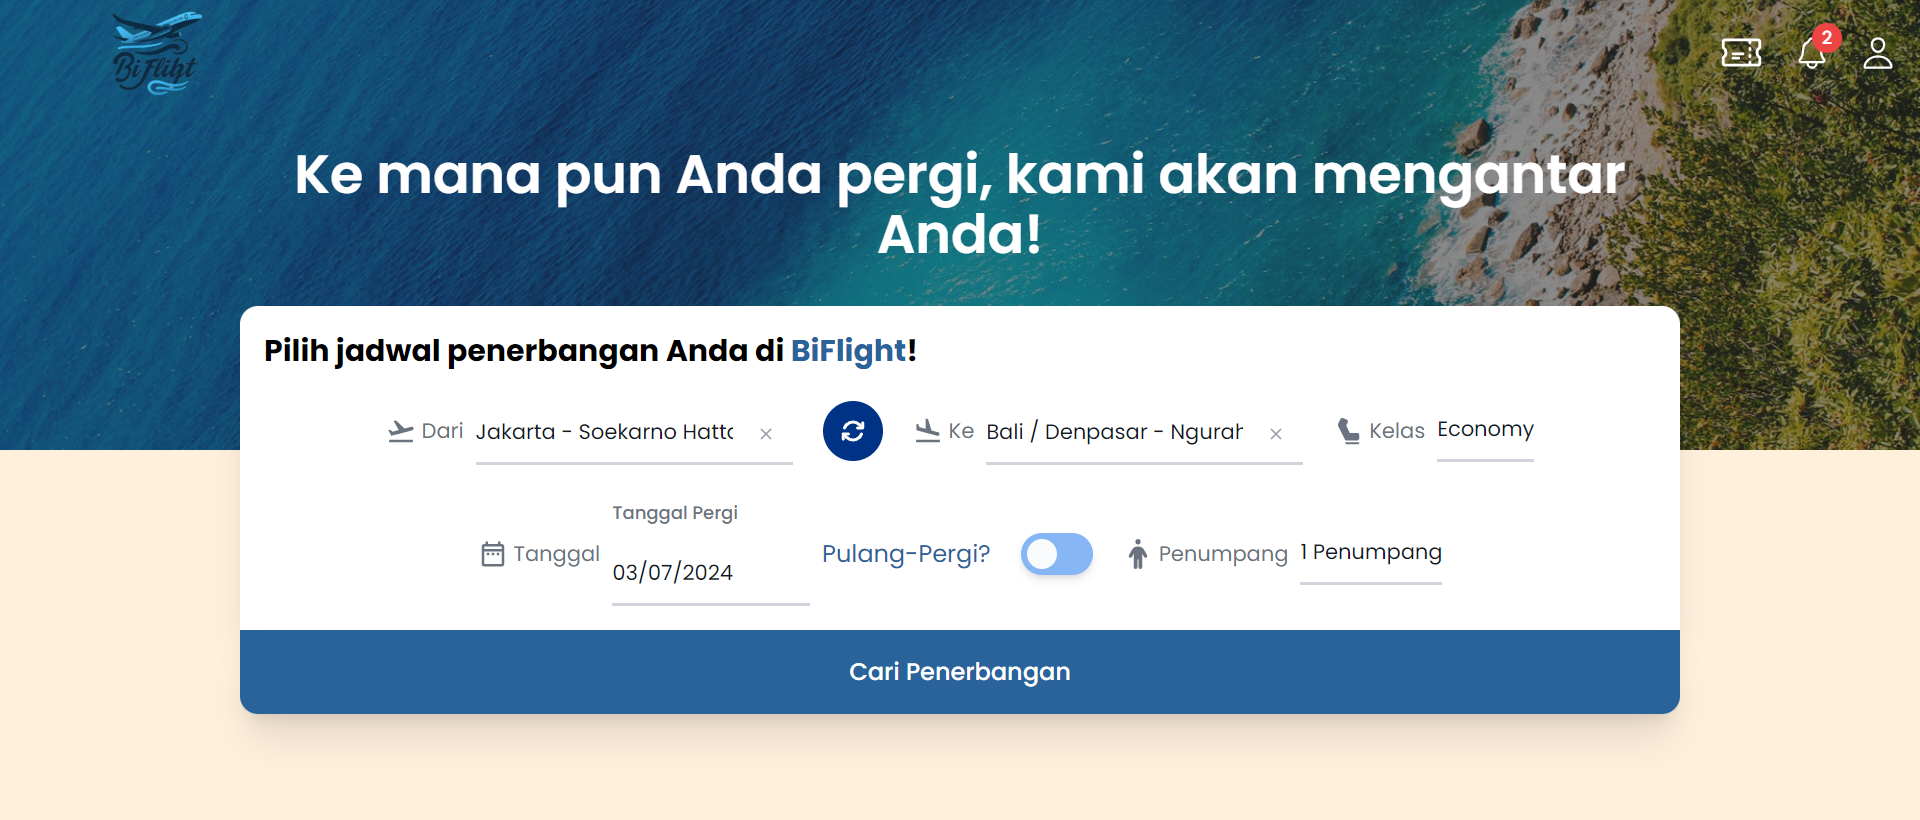 BiFlight
2
Ke mana pun Anda pergi, kami akan mengantar
Anda!
Pilih jadwal penerbangan Anda di BiFlight!
Dari Jakarta - Soekarno Hatta ×
Ke Bali / Denpasar - Ngurah ×
Kelas Economy
Tanggal Pergi
Tanggal 03/07/2024
Pulang-Pergi?
Penumpang 1 Penumpang
Cari Penerbangan